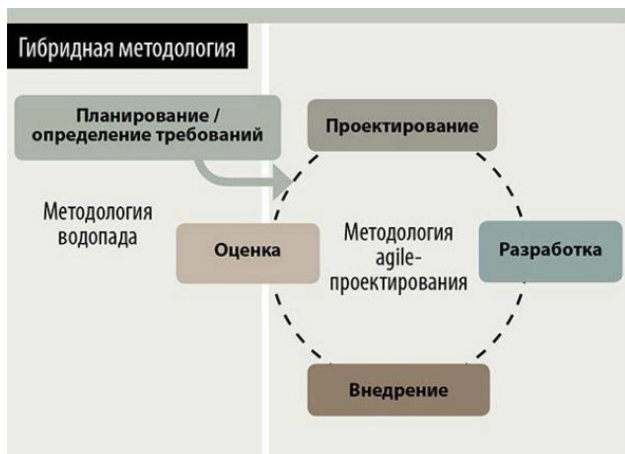 Гибридная методология
Планирование /
определение требований
Проектирование
Методология
водопада
Оценка
Методология
agile-
проектирования
Разработка
Внедрение